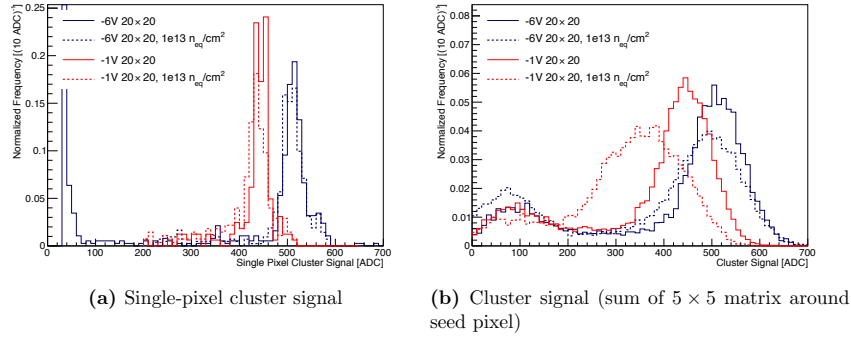 Normalized Frequency [(10 ADC)⁻¹]
0.25
0.2
0.15
0.1
0.05
0
-6V 20×20
-6V 20×20, 1e13 n_eq/cm²
-1V 20×20
-1V 20×20, 1e13 n_eq/cm²
0 100 200 300 400 500 600 700
Single Pixel Cluster Signal [ADC]
(a) Single-pixel cluster signal
Normalized Frequency [(10 ADC)⁻¹]
0.08
0.07
0.06
0.05
0.04
0.03
0.02
0.01
0
-6V 20×20
-6V 20×20, 1e13 n_eq/cm²
-1V 20×20
-1V 20×20, 1e13 n_eq/cm²
0 100 200 300 400 500 600 700
Cluster Signal [ADC]
(b) Cluster signal (sum of 5 × 5 matrix around
seed pixel)